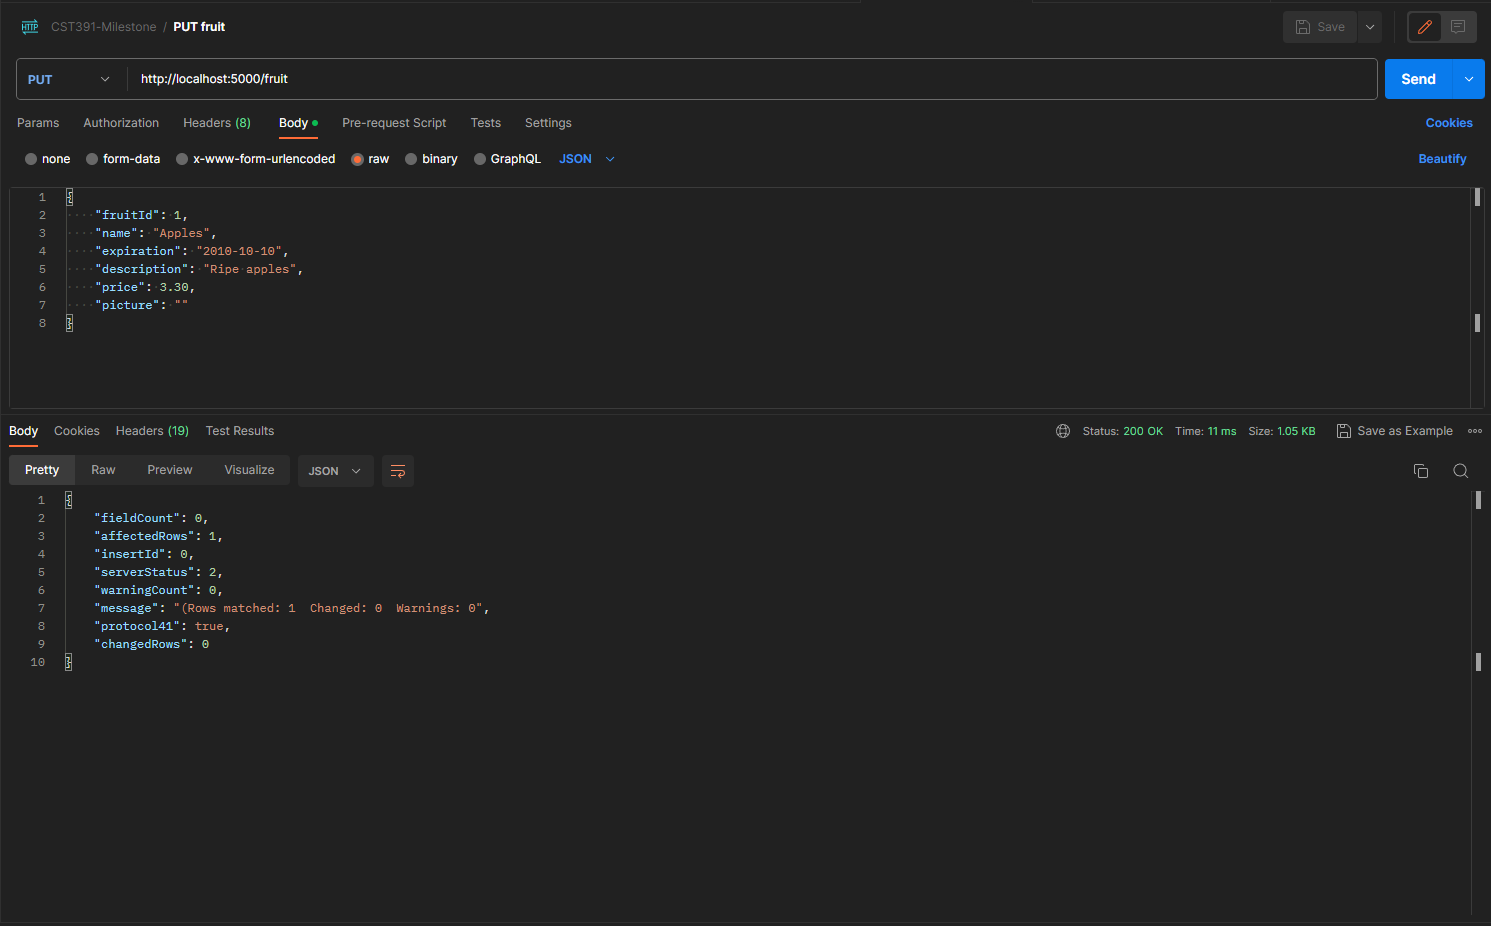 HTTP CST391-Milestone / PUT fruit Save
PUT http://localhost:5000/fruit Send
Params Authorization Headers (8) Body Pre-request Script Tests Settings Cookies
none form-data x-www-form-urlencoded raw binary GraphQL JSON Beautify
1 {
2 "fruitId": 1,
3 "name": "Apples",
4 "expiration": "2010-10-10",
5 "description": "Ripe apples",
6 "price": 3.30,
7 "picture": ""
8 }
Body Cookies Headers (19) Test Results Status: 200 OK Time: 11 ms Size: 1.05 KB Save as Example
Pretty Raw Preview Visualize JSON
1 {
2 "fieldCount": 0,
3 "affectedRows": 1,
4 "insertId": 0,
5 "serverStatus": 2,
6 "warningCount": 0,
7 "message": "(Rows matched: 1  Changed: 0  Warnings: 0",
8 "protocol41": true,
9 "changedRows": 0
10 }